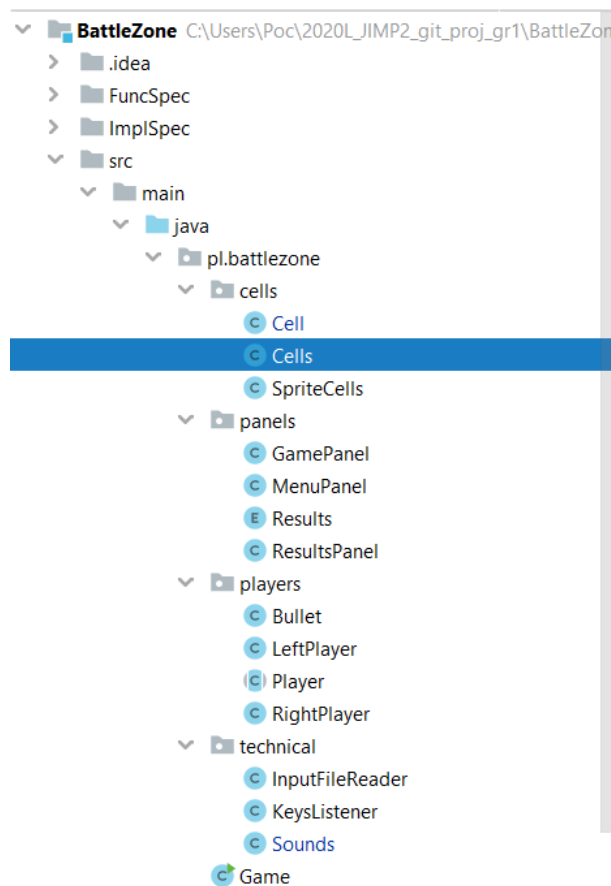 BattleZone C:\Users\Poc\2020L_JIMP2_git_proj_gr1\BattleZon
.idea
FuncSpec
ImplSpec
src
main
java
pl.battlezone
cells
C Cell
C Cells
C SpriteCells
panels
C GamePanel
C MenuPanel
E Results
C ResultsPanel
players
C Bullet
C LeftPlayer
C Player
C RightPlayer
technical
C InputFileReader
C KeysListener
C Sounds
C Game